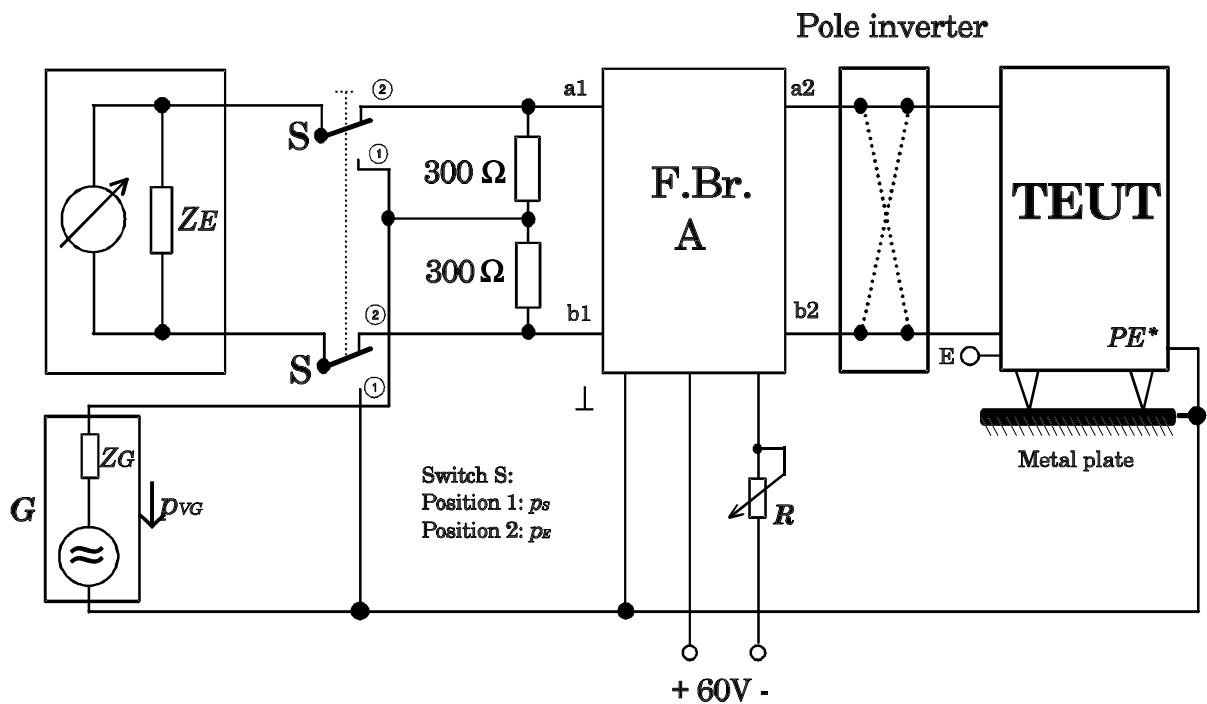 Pole inverter
②
a1
a2
S
①
300 Ω
F.Br.
A
TEUT
ZE
300 Ω
②
b1
b2
PE*
E
S
①
⊥
ZG
Metal plate
G
pVG
Switch S:
Position 1: pS
Position 2: pE
R
+ 60V -